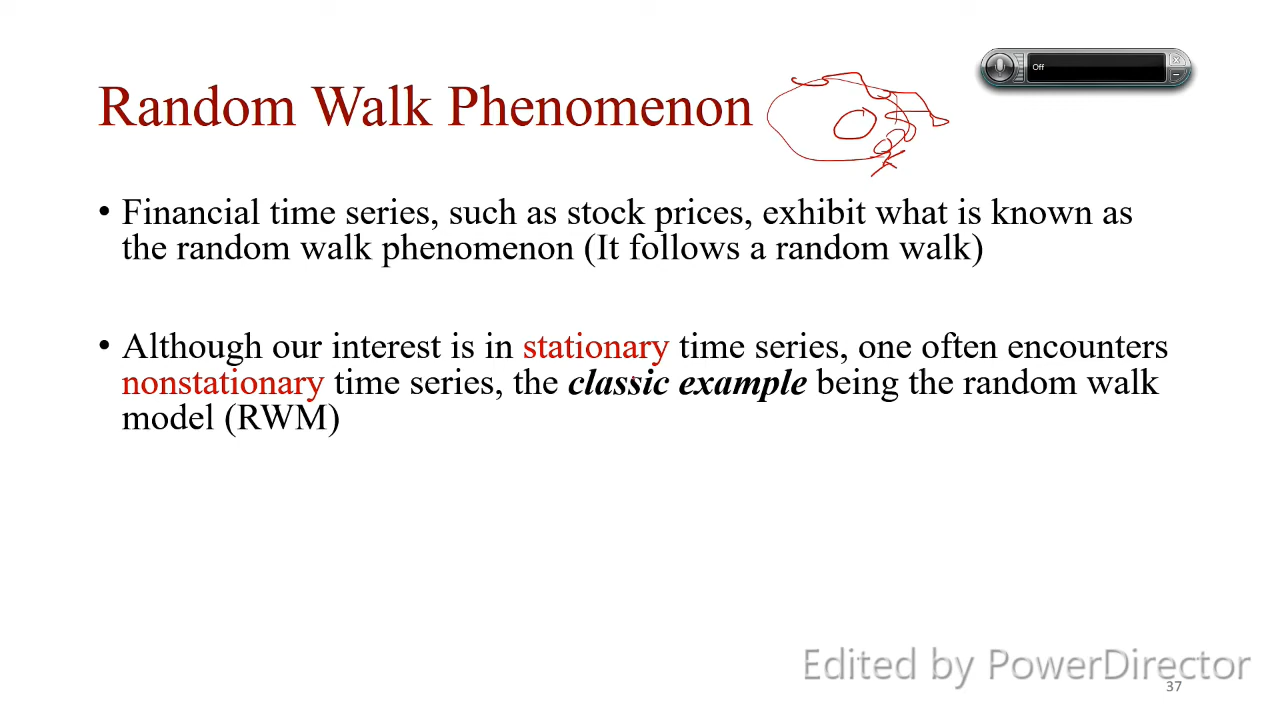 Random Walk Phenomenon
Off
• Financial time series, such as stock prices, exhibit what is known as
the random walk phenomenon (It follows a random walk)
• Although our interest is in stationary time series, one often encounters
nonstationary time series, the classic example being the random walk
model (RWM)
Edited by PowerDirector
37